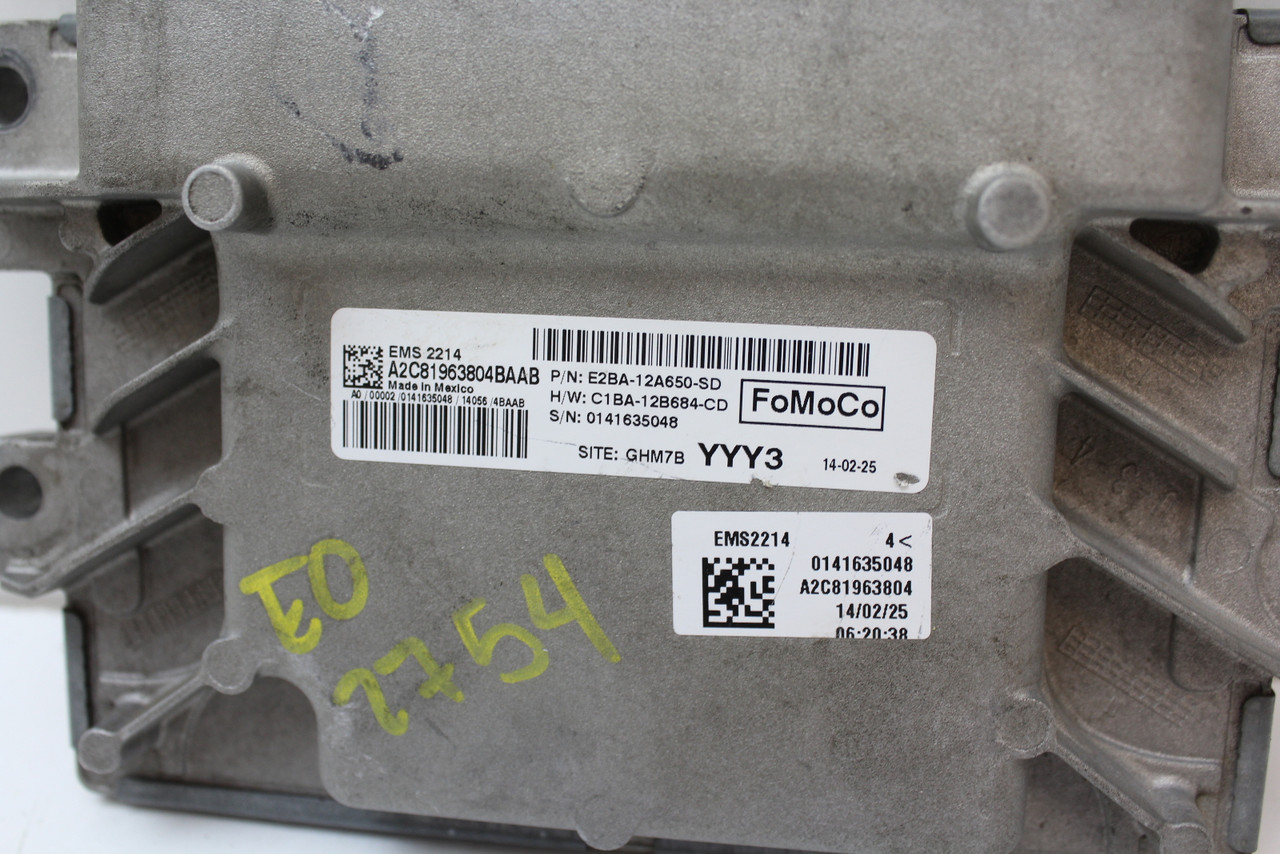 EMS 2214
A2C81963804BAAB
Made in Mexico
A0 / 00002 / 0141635048 / 14056 / 4BAAB
P/N: E2BA-12A650-SD
H/W: C1BA-12B684-CD
S/N: 0141635048
FoMoCo
SITE: GHM7B YYY3 14-02-25
EMS2214 4<
0141635048
A2C81963804
14/02/25
06:20:38
2754